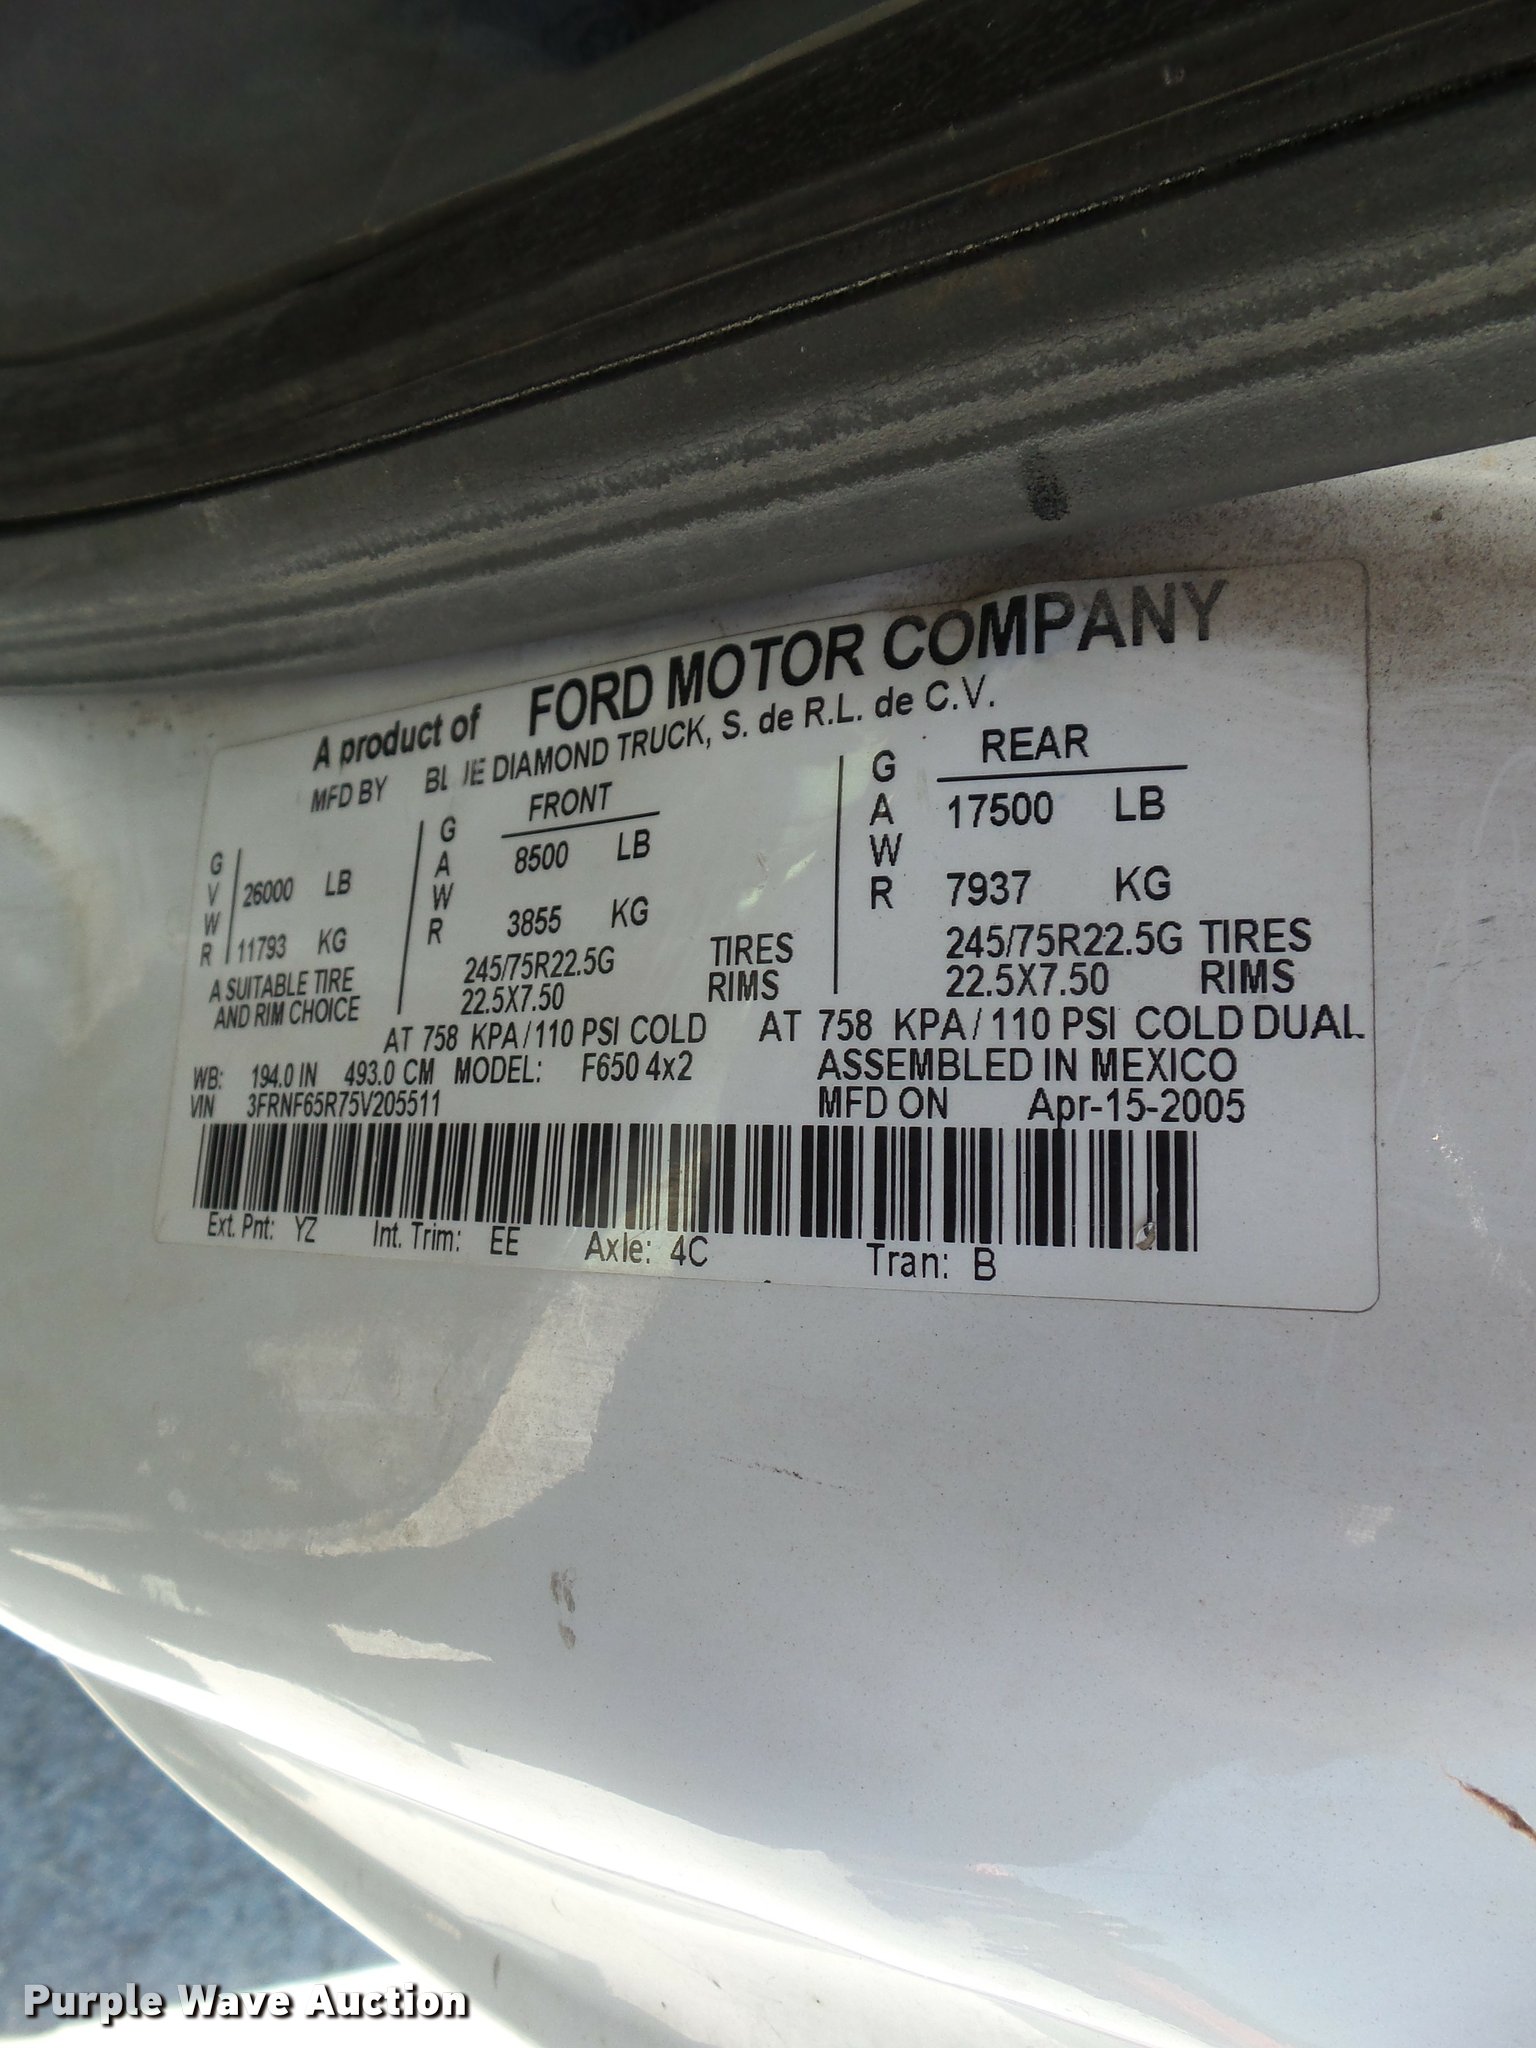 A product of FORD MOTOR COMPANY
MFD BY BLUE DIAMOND TRUCK, S. de R.L. de C.V.
FRONT REAR
GVWR 26000 LB GAWR 8500 LB GAWR 17500 LB
11793 KG 3855 KG 7937 KG
A SUITABLE TIRE 245/75R22.5G TIRES 245/75R22.5G TIRES
AND RIM CHOICE 22.5X7.50 RIMS 22.5X7.50 RIMS
AT 758 KPA/110 PSI COLD AT 758 KPA/110 PSI COLD DUAL
WB: 194.0 IN 493.0 CM MODEL: F650 4x2 ASSEMBLED IN MEXICO
VIN 3FRNF65R75V205511 MFD ON Apr-15-2005
Ext. Pnt: YZ Int. Trim: EE Axle: 4C Tran: B
Purple Wave Auction